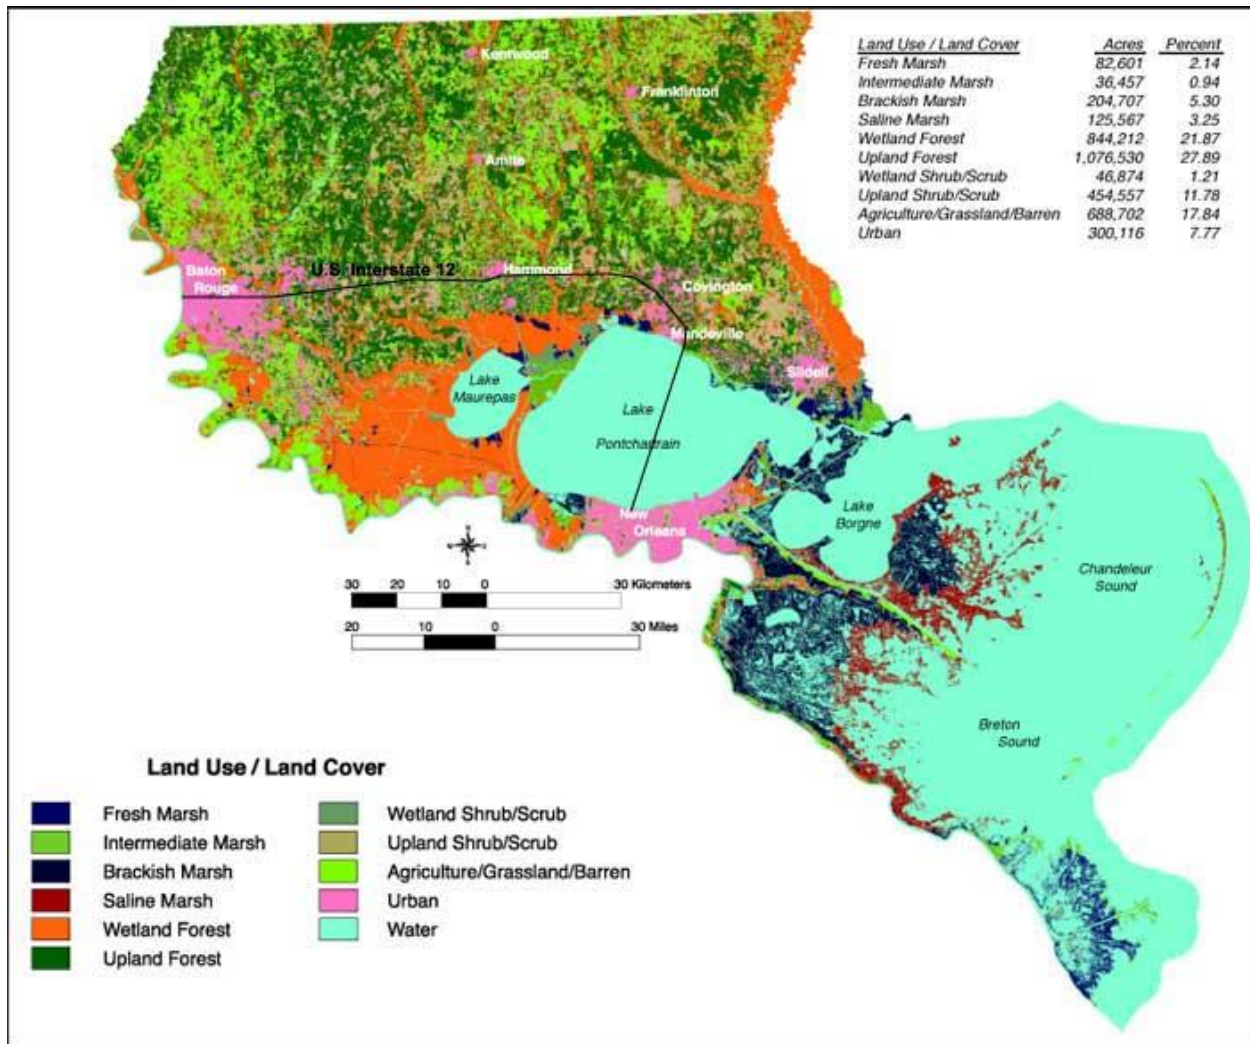 Kentwood
Franklinton
Amite
Land Use / Land Cover Acres Percent
Fresh Marsh 82,601 2.14
Intermediate Marsh 36,457 0.94
Brackish Marsh 204,707 5.30
Saline Marsh 125,567 3.25
Wetland Forest 844,212 21.87
Upland Forest 1,076,530 27.89
Wetland Shrub/Scrub 46,874 1.21
Upland Shrub/Scrub 454,557 11.78
Agriculture/Grassland/Barren 688,702 17.84
Urban 300,116 7.77
Baton
Rouge
U.S. Interstate 12
Hammond
Covington
Mandeville
Slidell
Lake
Maurepas
Lake
Pontchartrain
New
Orleans
Lake
Borgne
Chandeleur
Sound
Breton
Sound
30 20 10 0 30 Kilometers
20 10 0 30 Miles
Land Use / Land Cover
Fresh Marsh
Intermediate Marsh
Brackish Marsh
Saline Marsh
Wetland Forest
Upland Forest
Wetland Shrub/Scrub
Upland Shrub/Scrub
Agriculture/Grassland/Barren
Urban
Water